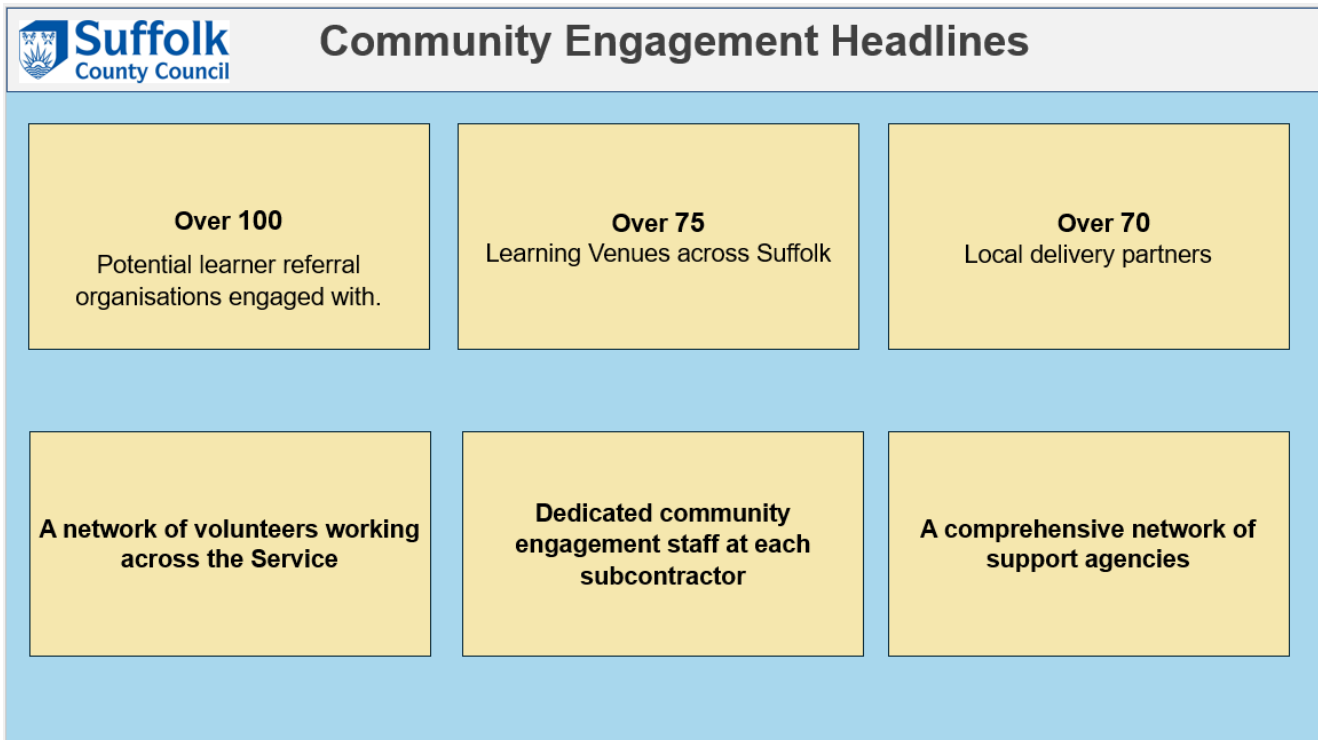 Suffolk
County Council
Community Engagement Headlines
Over 100
Potential learner referral
organisations engaged with.
Over 75
Learning Venues across Suffolk
Over 70
Local delivery partners
A network of volunteers working
across the Service
Dedicated community
engagement staff at each
subcontractor
A comprehensive network of
support agencies